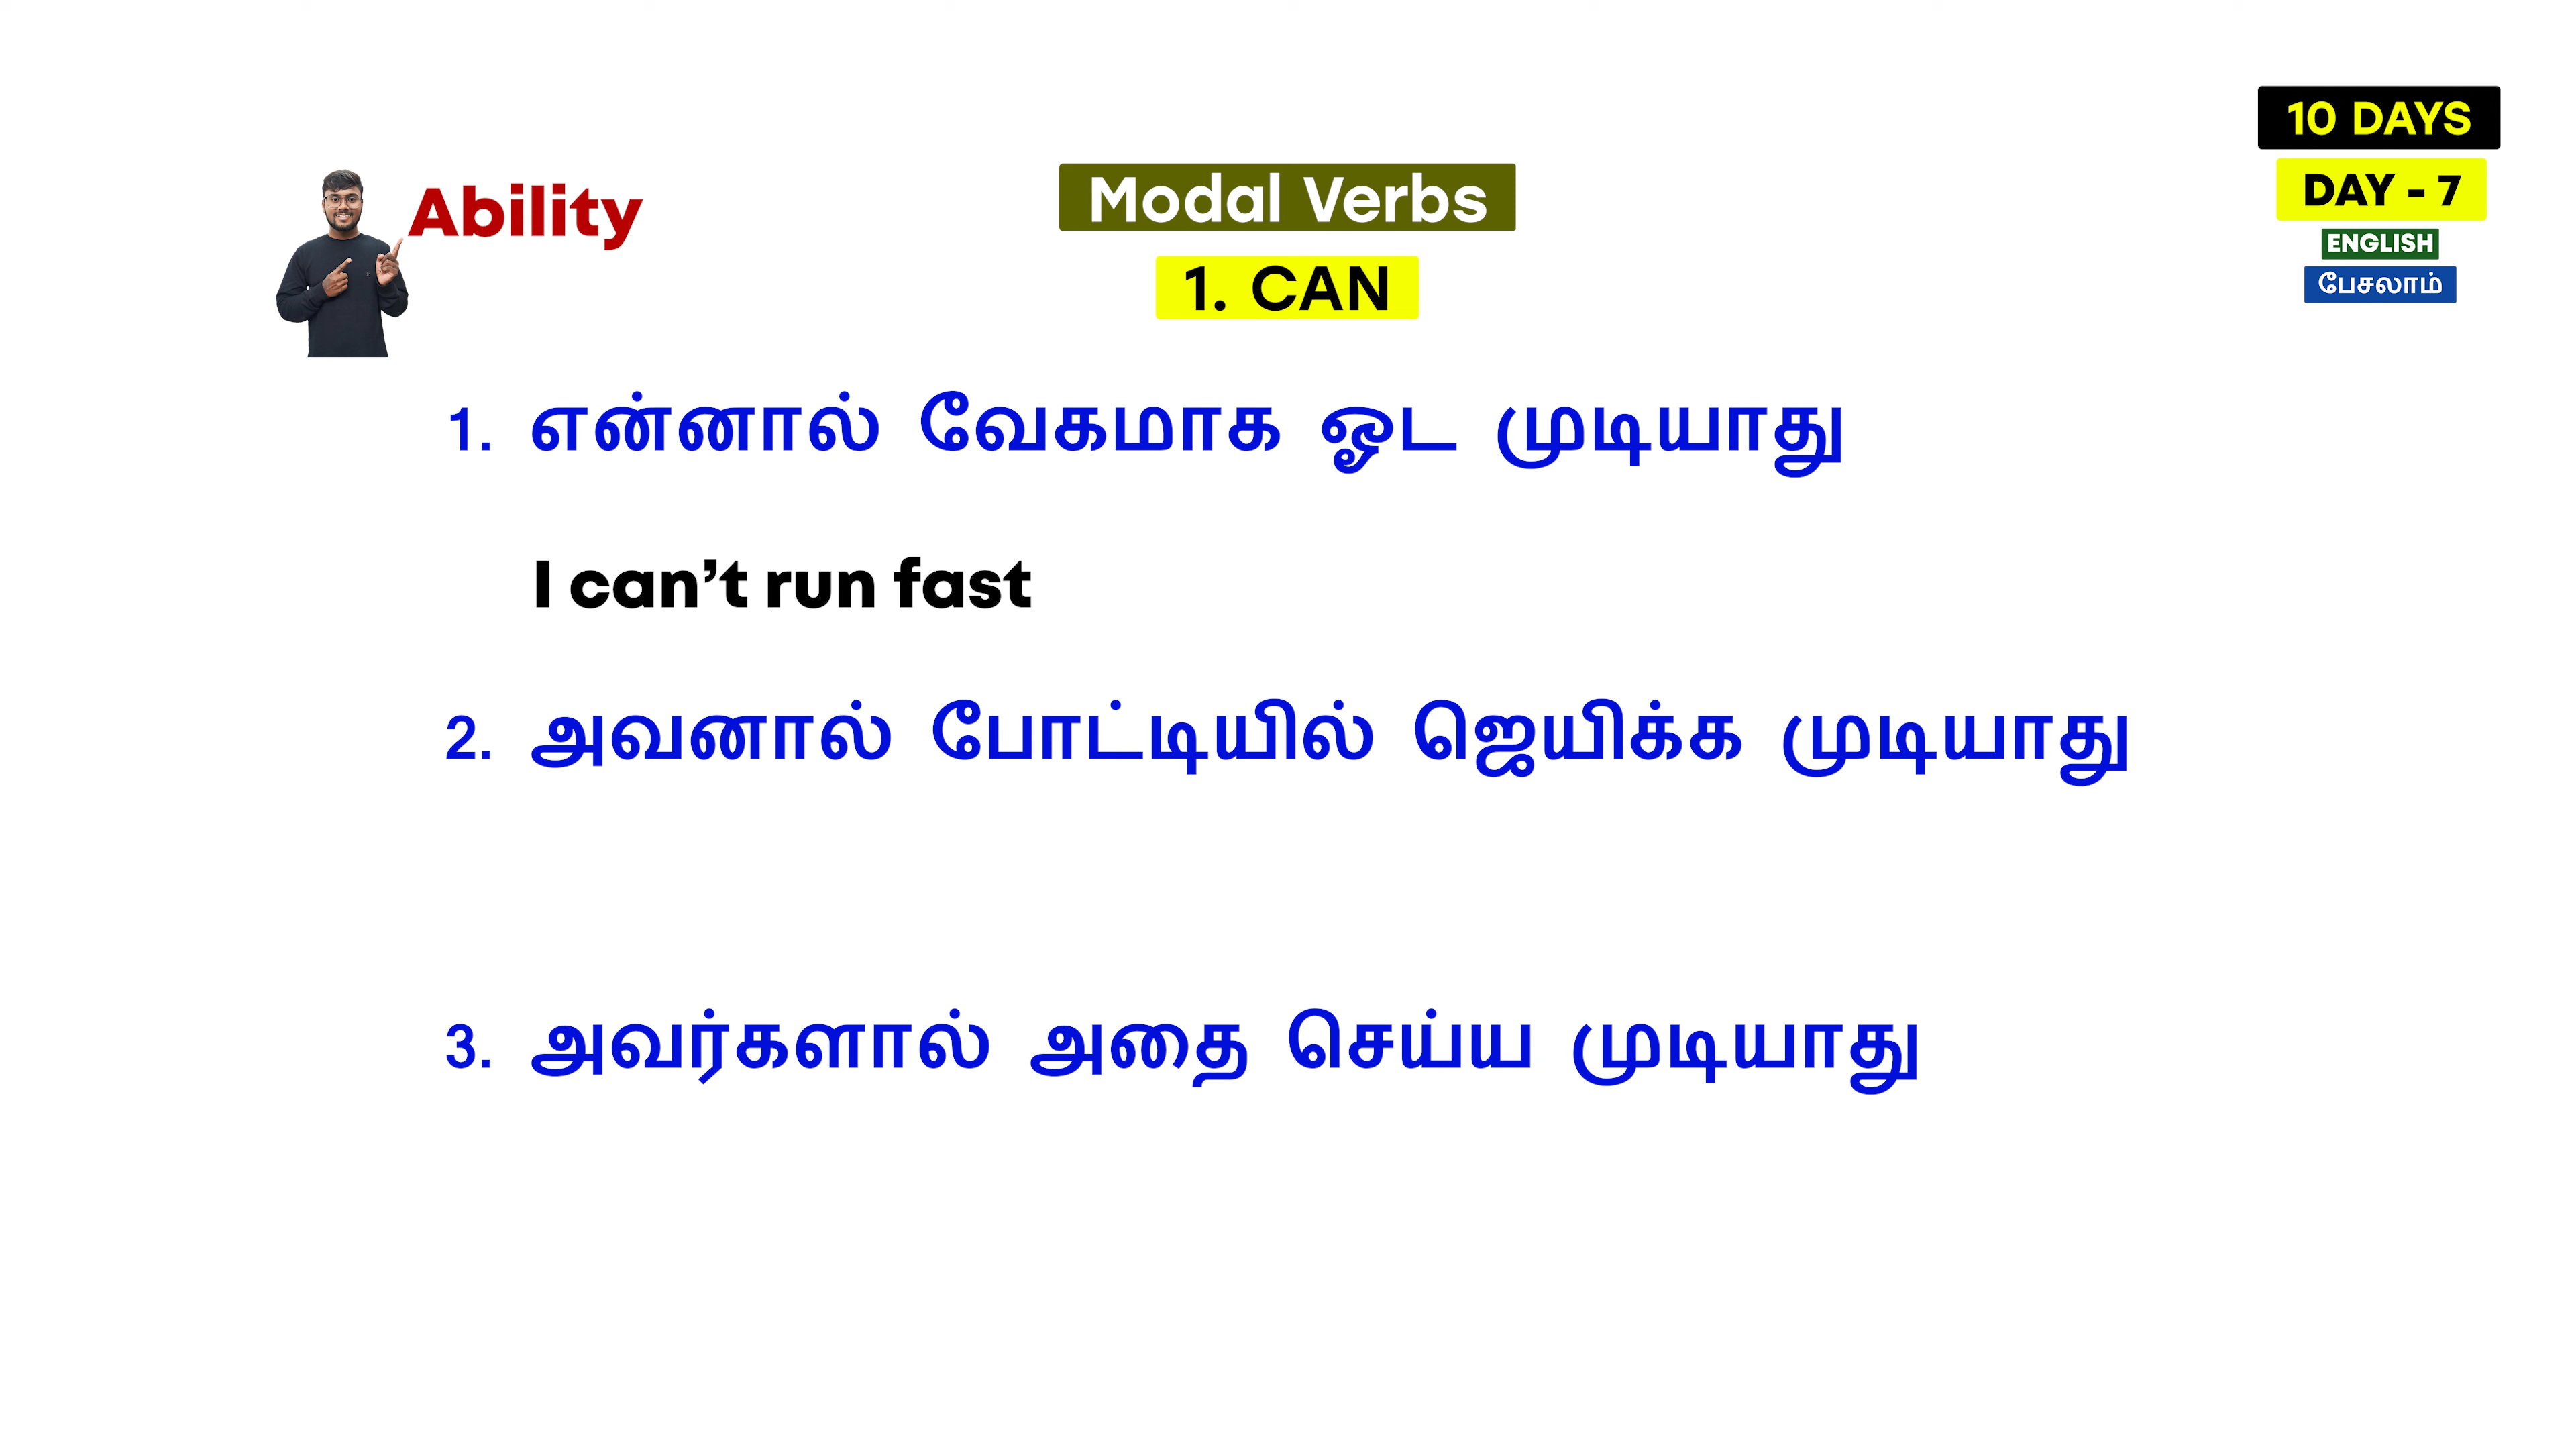 10 DAYS
DAY - 7
ENGLISH
பேசலாம்
Ability
Modal Verbs
1. CAN
1. என்னால் வேகமாக ஓட முடியாது
I can’t run fast
2. அவனால் போட்டியில் ஜெயிக்க முடியாது
3. அவர்களால் அதை செய்ய முடியாது